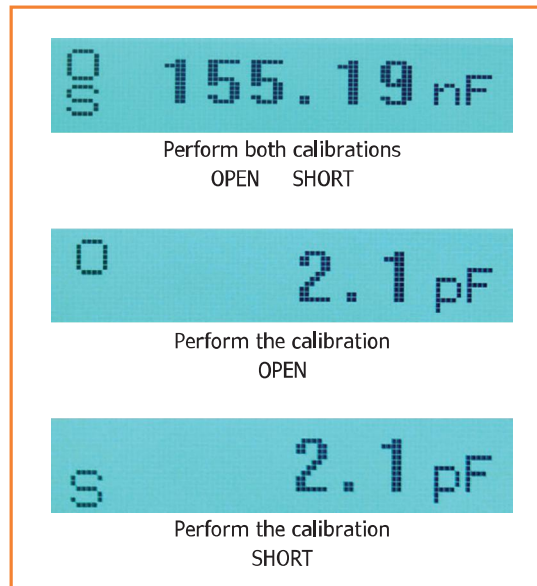 O
S 155.19 nF
Perform both calibrations
OPEN SHORT
O 2.1 pF
Perform the calibration
OPEN
S 2.1 pF
Perform the calibration
SHORT